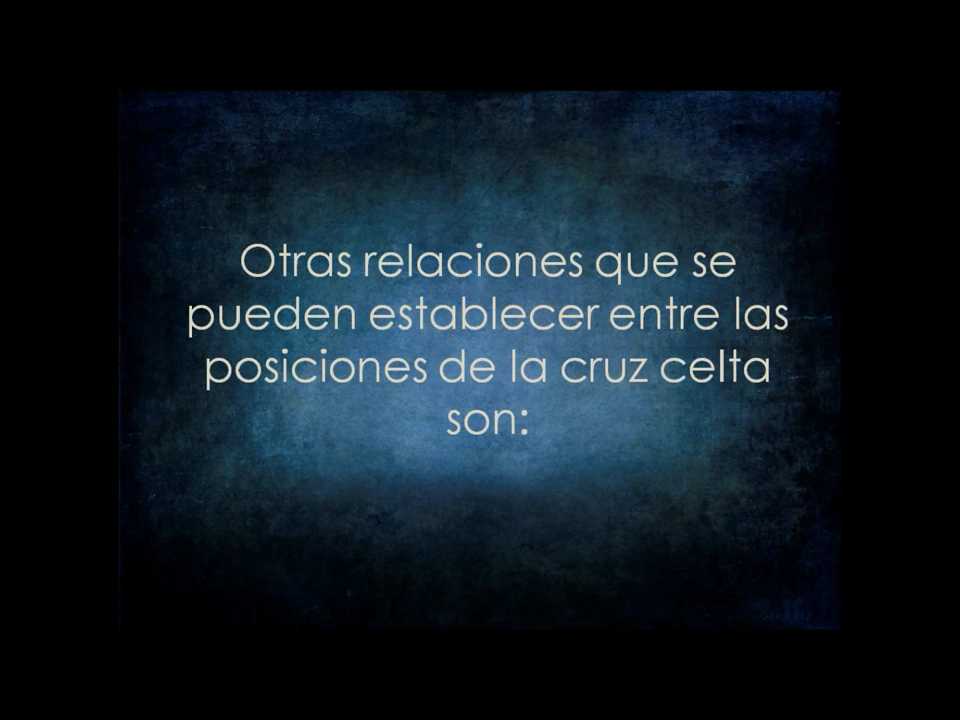 Otras relaciones que se
pueden establecer entre las
posiciones de la cruz celta
son: